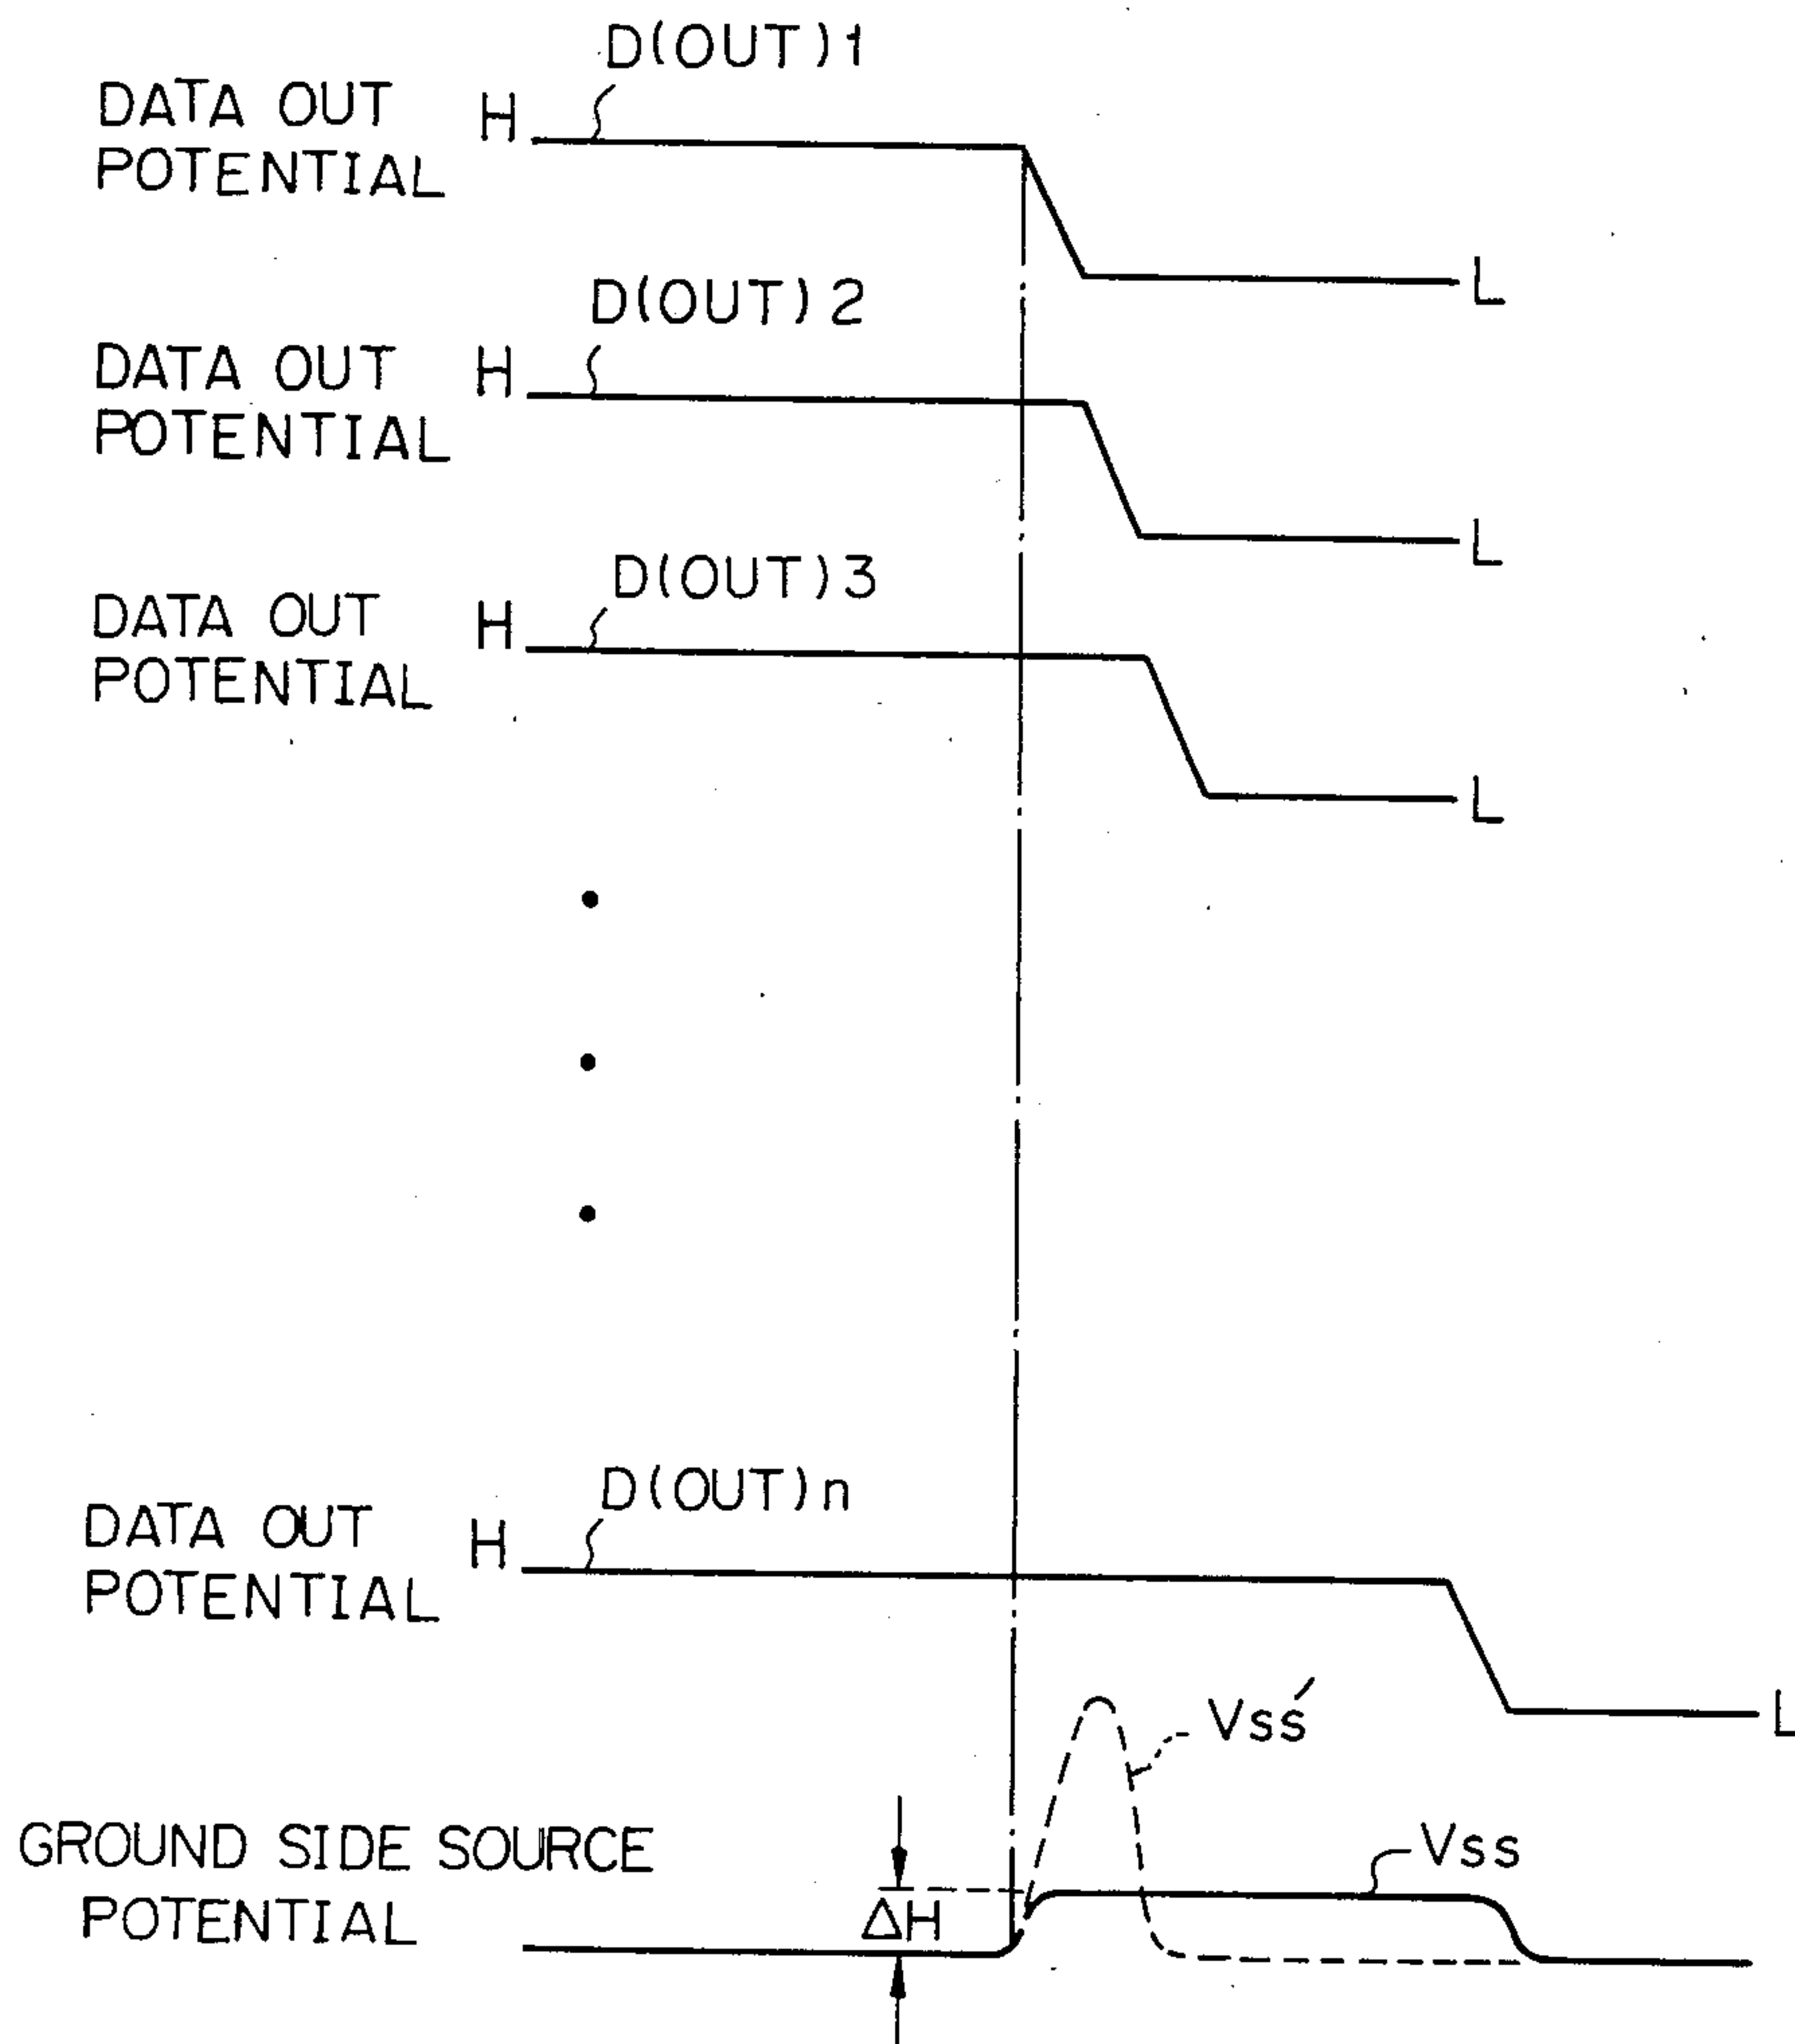 D(OUT)1
DATA OUT H
POTENTIAL
L
D(OUT)2
DATA OUT H
POTENTIAL
L
D(OUT)3
DATA OUT H
POTENTIAL
L
D(OUT)n
DATA OUT H
POTENTIAL
L
Vss′
GROUND SIDE SOURCE
POTENTIAL
Vss
ΔH